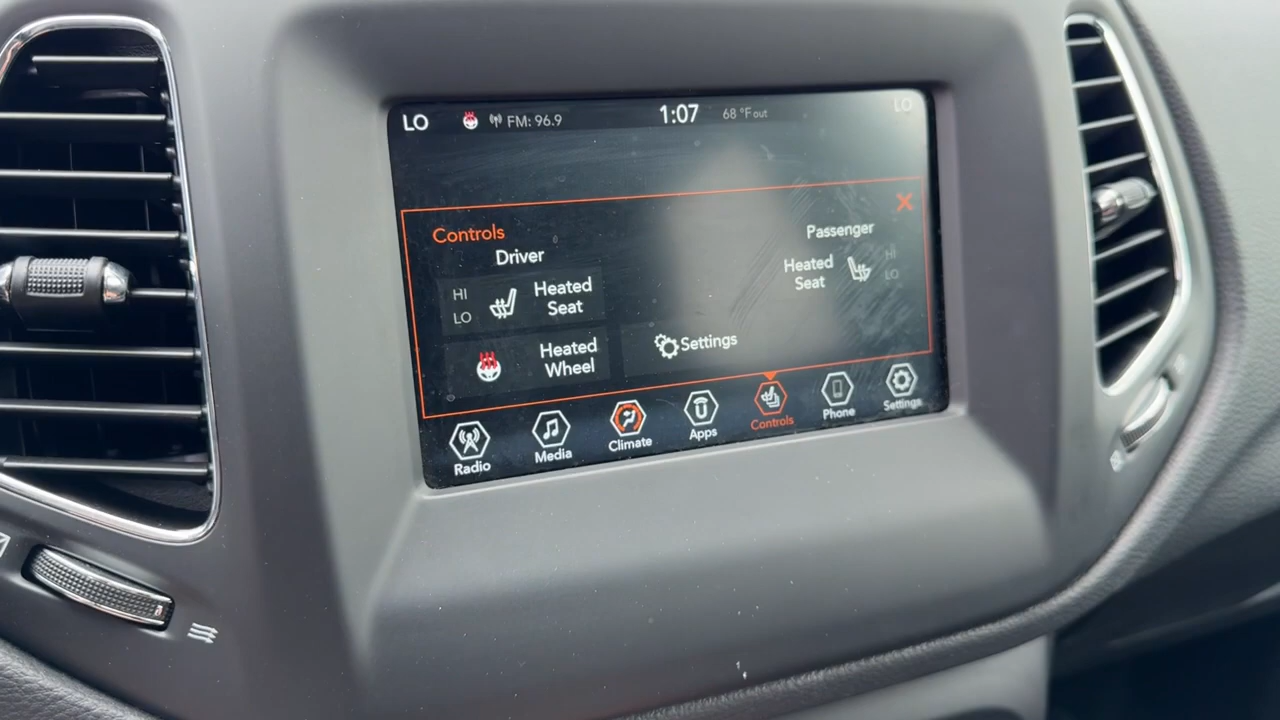 LO
FM: 96.9
1:07
68 °F out
LO
Controls
Driver
Passenger
HI
LO
Heated
Seat
Heated
Seat
HI
LO
Heated
Wheel
Settings
Radio
Media
Climate
Apps
Controls
Phone
Settings